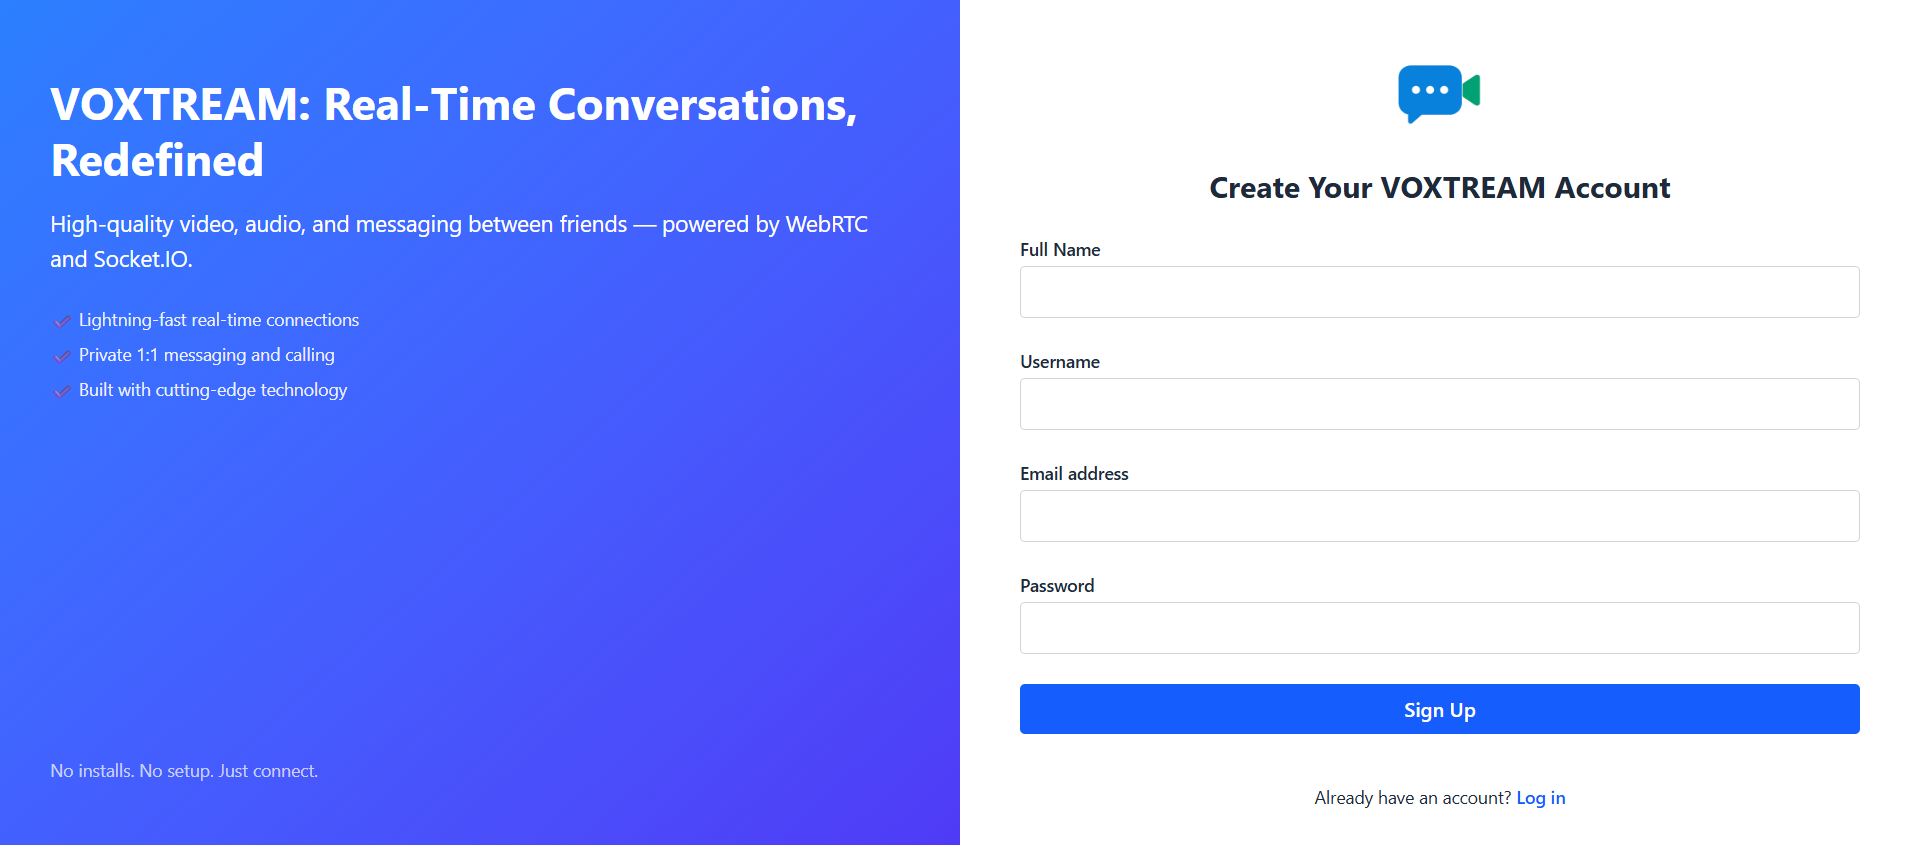 VOXTREAM: Real-Time Conversations,
Redefined
High-quality video, audio, and messaging between friends — powered by WebRTC
and Socket.IO.
Lightning-fast real-time connections
Private 1:1 messaging and calling
Built with cutting-edge technology
No installs. No setup. Just connect.
Create Your VOXTREAM Account
Full Name
Username
Email address
Password
Sign Up
Already have an account? Log in